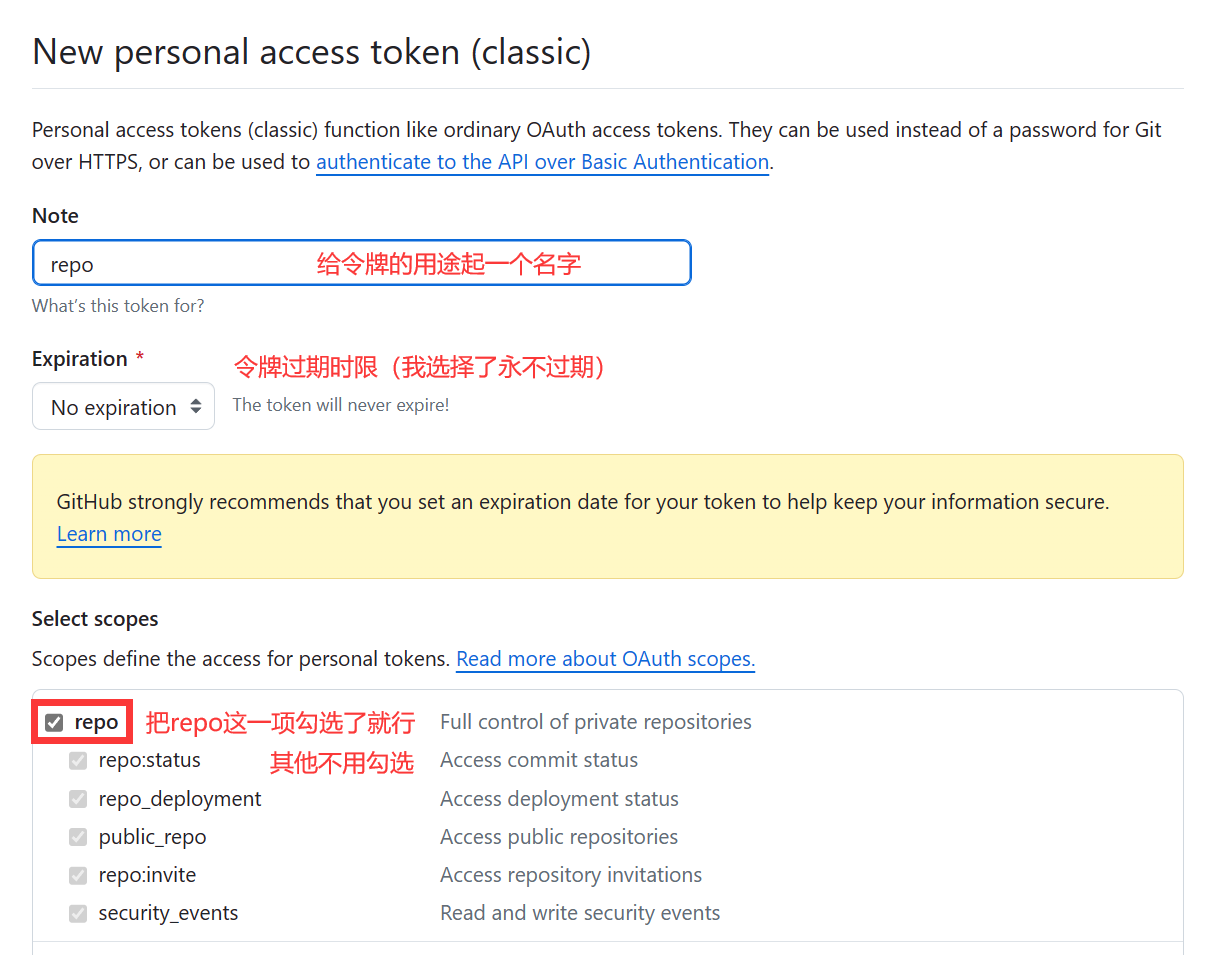 New personal access token (classic)
Personal access tokens (classic) function like ordinary OAuth access tokens. They can be used instead of a password for Git
over HTTPS, or can be used to authenticate to the API over Basic Authentication.
Note
repo 给令牌的用途起一个名字
What's this token for?
Expiration * 令牌过期时限（我选择了永不过期）
No expiration The token will never expire!
GitHub strongly recommends that you set an expiration date for your token to help keep your information secure.
Learn more
Select scopes
Scopes define the access for personal tokens. Read more about OAuth scopes.
repo 把repo这一项勾选了就行 Full control of private repositories
repo:status 其他不用勾选 Access commit status
repo_deployment Access deployment status
public_repo Access public repositories
repo:invite Access repository invitations
security_events Read and write security events